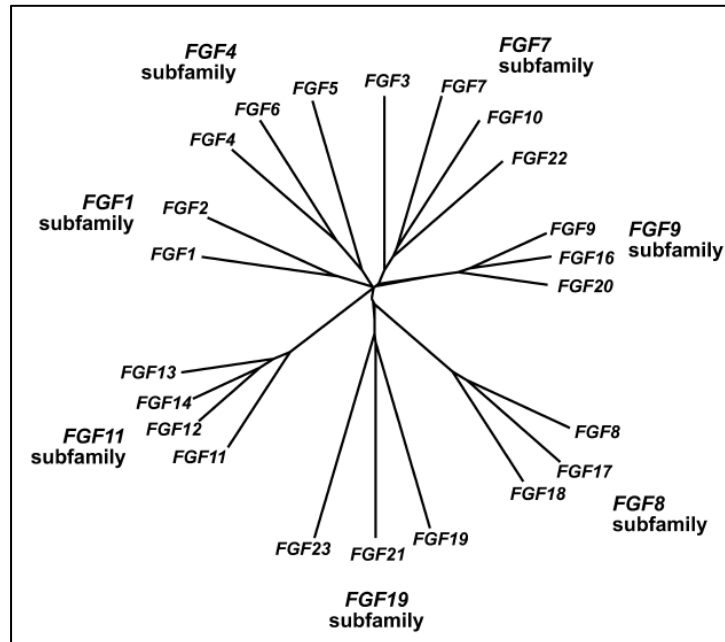 FGF4
subfamily
FGF7
subfamily
FGF5
FGF3
FGF7
FGF6
FGF10
FGF4
FGF22
FGF1
subfamily
FGF2
FGF9
FGF9
subfamily
FGF1
FGF16
FGF20
FGF13
FGF14
FGF12
FGF11
FGF11
subfamily
FGF8
FGF17
FGF18
FGF8
subfamily
FGF23
FGF21
FGF19
FGF19
subfamily